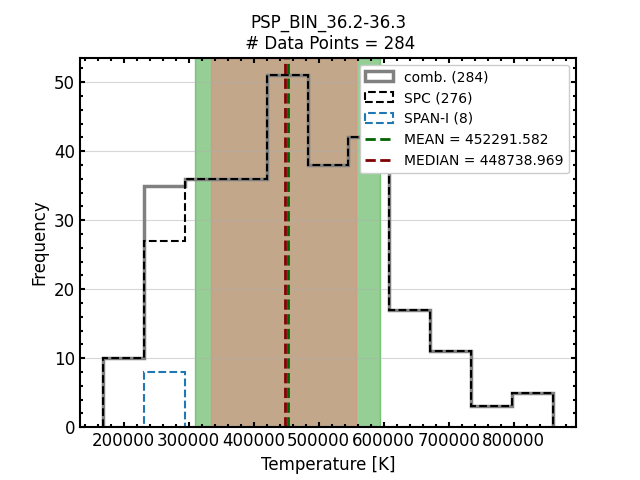 PSP_BIN_36.2-36.3
# Data Points = 284
comb. (284)
SPC (276)
SPAN-I (8)
MEAN = 452291.582
MEDIAN = 448738.969
50
40
30
20
10
0
Frequency
200000 300000 400000 500000 600000 700000 800000
Temperature [K]